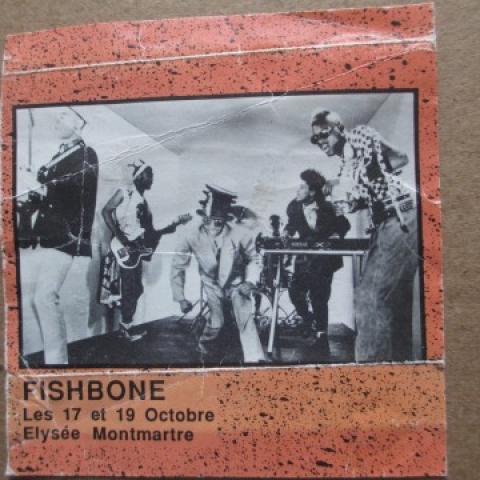 FISHBONE
Les 17 et 19 Octobre
Elysée Montmartre